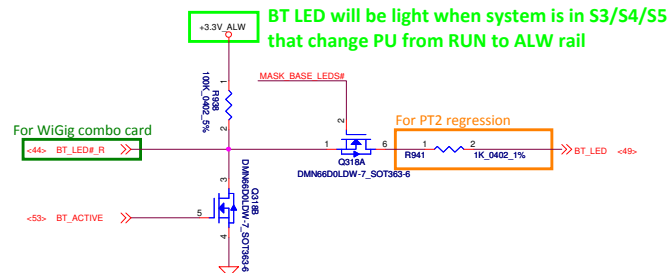 BT LED will be light when system is in S3/S4/S5
that change PU from RUN to ALW rail
+3.3V_ALW
MASK_BASE_LEDS#
1
R938
100K_0402_5%
2
2
For WiGig combo card
For PT2 regression
<44> BT_LED#_R
1
6
1
2
BT_LED <49>
Q318A
R941
1K_0402_1%
DMN66D0LDW-7_SOT363-6
3
Q318B
DMN66D0LDW-7_SOT363-6
<53> BT_ACTIVE
5
4